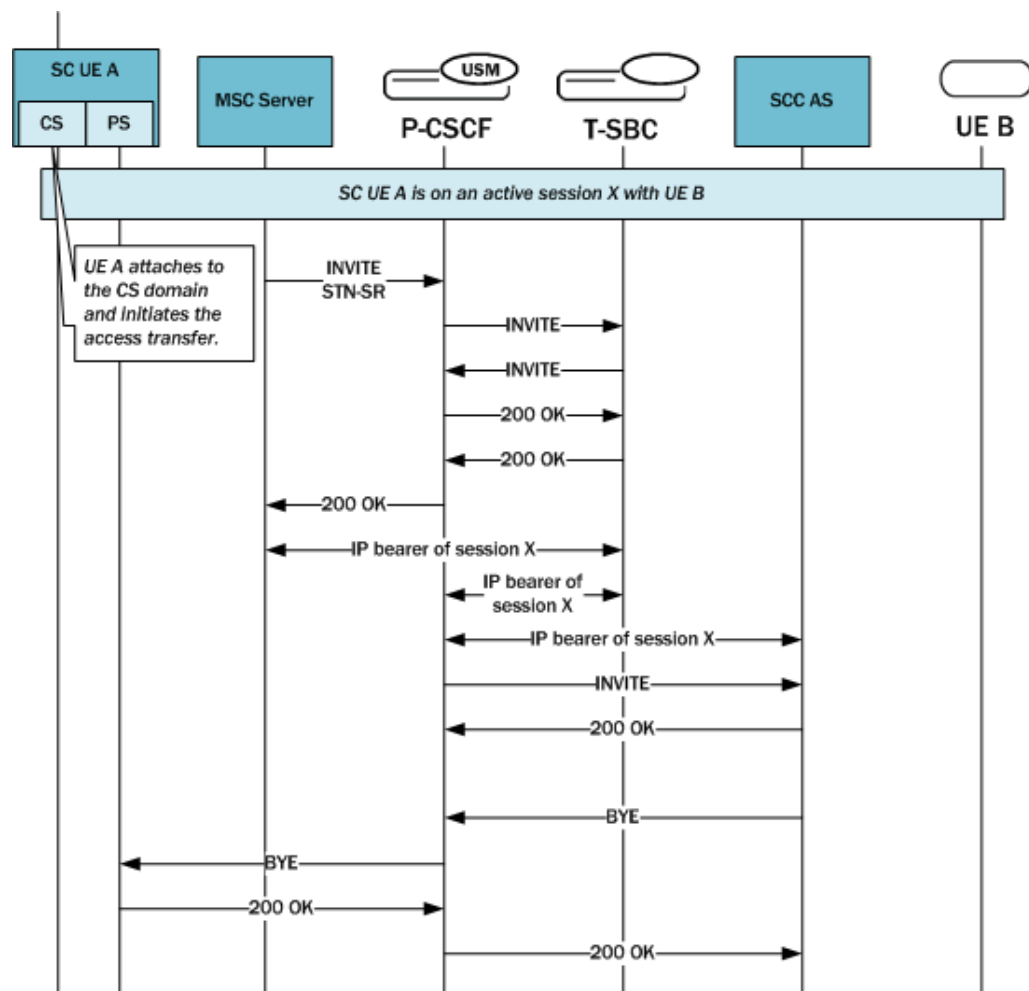 SC UE A
CS
PS
MSC Server
USM
P-CSCF
T-SBC
SCC AS
UE B
SC UE A is on an active session X with UE B
UE A attaches to
the CS domain
and initiates the
access transfer.
INVITE
STN-SR
INVITE
INVITE
200 OK
200 OK
200 OK
IP bearer of session X
IP bearer of
session X
IP bearer of session X
INVITE
200 OK
BYE
BYE
200 OK
200 OK